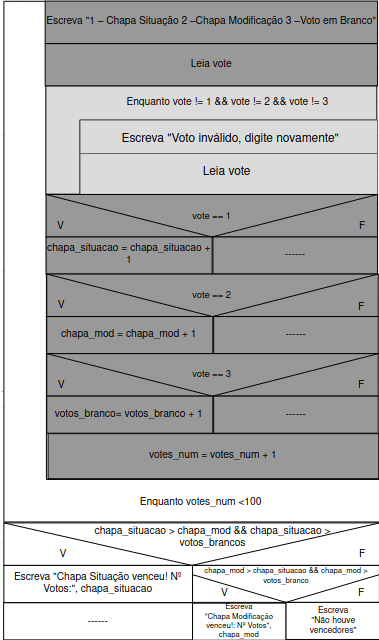 Escreva "1 – Chapa Situação 2 –Chapa Modificação 3 –Voto em Branco"
Leia vote
Enquanto vote != 1 && vote != 2 && vote != 3
Escreva "Voto inválido, digite novamente"
Leia vote
vote == 1
V
F
chapa_situacao = chapa_situacao +
1
------
vote == 2
V
F
chapa_mod = chapa_mod + 1
------
vote == 3
V
F
votos_branco= votos_branco + 1
------
votes_num = votes_num + 1
Enquanto votes_num <100
chapa_situacao > chapa_mod && chapa_situacao >
votos_brancos
V
F
Escreva "Chapa Situação venceu! Nº
Votos:", chapa_situacao
chapa_mod > chapa_situacao && chapa_mod >
votos_branco
V
F
------
Escreva
"Chapa Modificação
venceu!: Nº Votos",
chapa_mod
Escreva
"Não houve
vencedores"